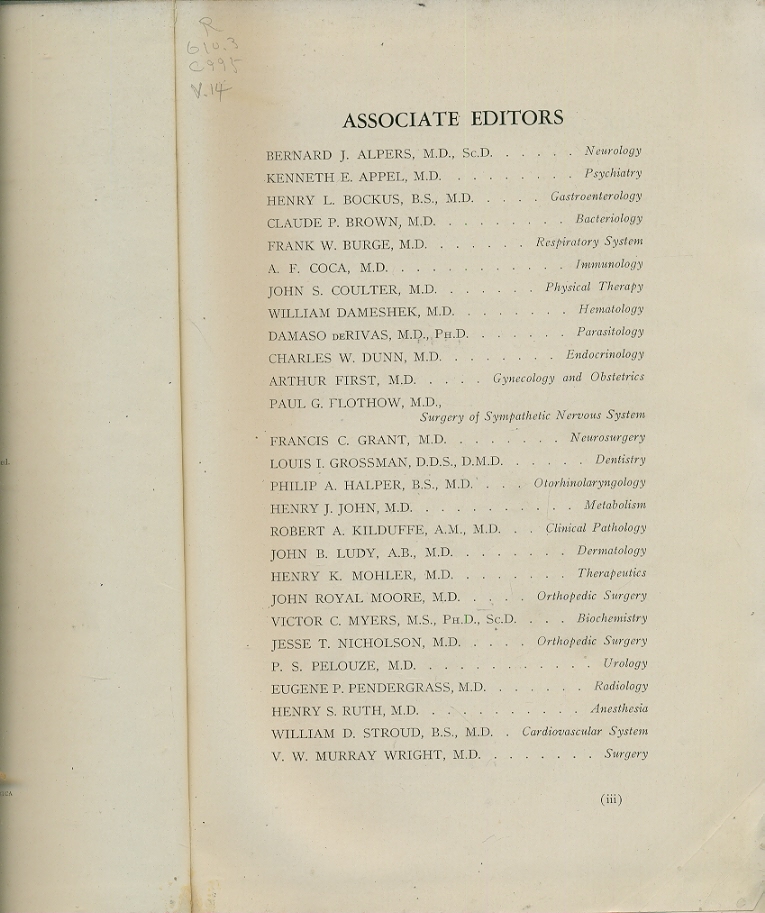 R
610.3
C995
V.14
ASSOCIATE EDITORS
BERNARD J. ALPERS, M.D., Sc.D. . . . . . Neurology
KENNETH E. APPEL, M.D. . . . . . . . . Psychiatry
HENRY L. BOCKUS, B.S., M.D. . . . . Gastroenterology
CLAUDE P. BROWN, M.D. . . . . . . . . Bacteriology
FRANK W. BURGE, M.D. . . . . . . Respiratory System
A. F. COCA, M.D. . . . . . . . . . . . Immunology
JOHN S. COULTER, M.D. . . . . . . Physical Therapy
WILLIAM DAMESHEK, M.D. . . . . . . . Hematology
DAMASO DERIVAS, M.D., PH.D. . . . . . . Parasitology
CHARLES W. DUNN, M.D. . . . . . . . Endocrinology
ARTHUR FIRST, M.D. . . . . Gynecology and Obstetrics
PAUL G. FLOTHOW, M.D.,
Surgery of Sympathetic Nervous System
FRANCIS C. GRANT, M.D. . . . . . . . Neurosurgery
LOUIS I. GROSSMAN, D.D.S., D.M.D. . . . . . Dentistry
PHILIP A. HALPER, B.S., M.D. . . . Otorhinolaryngology
HENRY J. JOHN, M.D. . . . . . . . . . . Metabolism
ROBERT A. KILDUFFE, A.M., M.D. . . Clinical Pathology
JOHN B. LUDY, A.B., M.D. . . . . . . . Dermatology
HENRY K. MOHLER, M.D. . . . . . . . Therapeutics
JOHN ROYAL MOORE, M.D. . . . . Orthopedic Surgery
VICTOR C. MYERS, M.S., PH.D., Sc.D. . . . Biochemistry
JESSE T. NICHOLSON, M.D. . . . . Orthopedic Surgery
P. S. PELOUZE, M.D. . . . . . . . . . . . Urology
EUGENE P. PENDERGRASS, M.D. . . . . . . Radiology
HENRY S. RUTH, M.D. . . . . . . . . . . Anesthesia
WILLIAM D. STROUD, B.S., M.D. . Cardiovascular System
V. W. MURRAY WRIGHT, M.D. . . . . . . . Surgery
(iii)